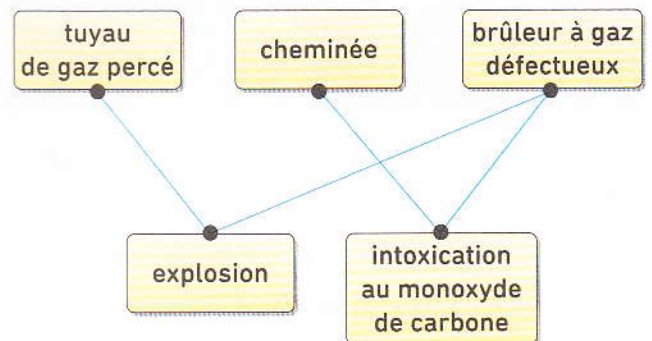 tuyau
de gaz percé
cheminée
brûleur à gaz
défectueux
explosion
intoxication
au monoxyde
de carbone